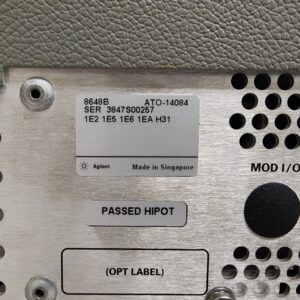 8648B ATO-14084
SER 3847S00257
1E2 1E5 1E6 1EA H31
Agilent Made in Singapore
MOD I/O
PASSED HIPOT
(OPT LABEL)